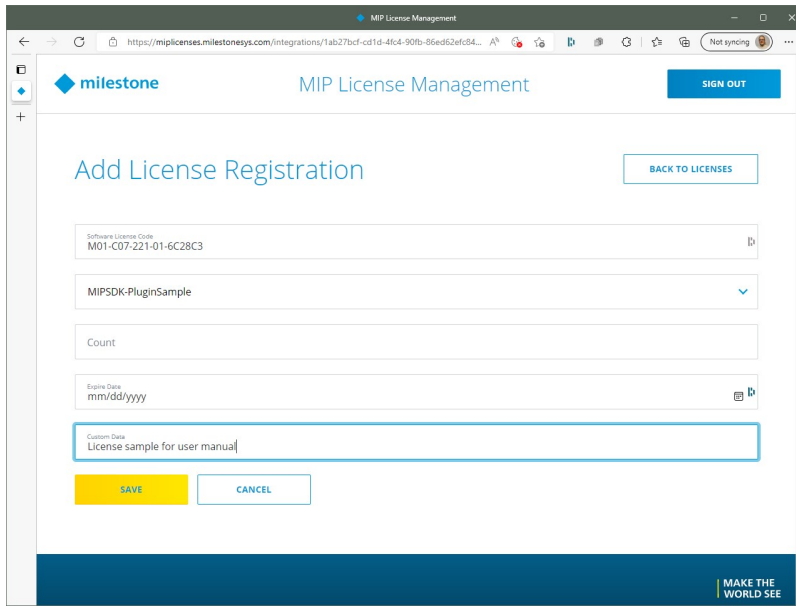 MIP License Management
https://miplicenses.milestonesys.com/integrations/1ab27bcf-cd1d-4fc4-90fb-86ed62efc84...
Not syncing
milestone
MIP License Management
SIGN OUT
Add License Registration
BACK TO LICENSES
Software License Code
M01-C07-221-01-6C28C3
MIPSDK-PluginSample
Count
Expire Date
mm/dd/yyyy
Custom Data
License sample for user manual
SAVE
CANCEL
MAKE THE
WORLD SEE